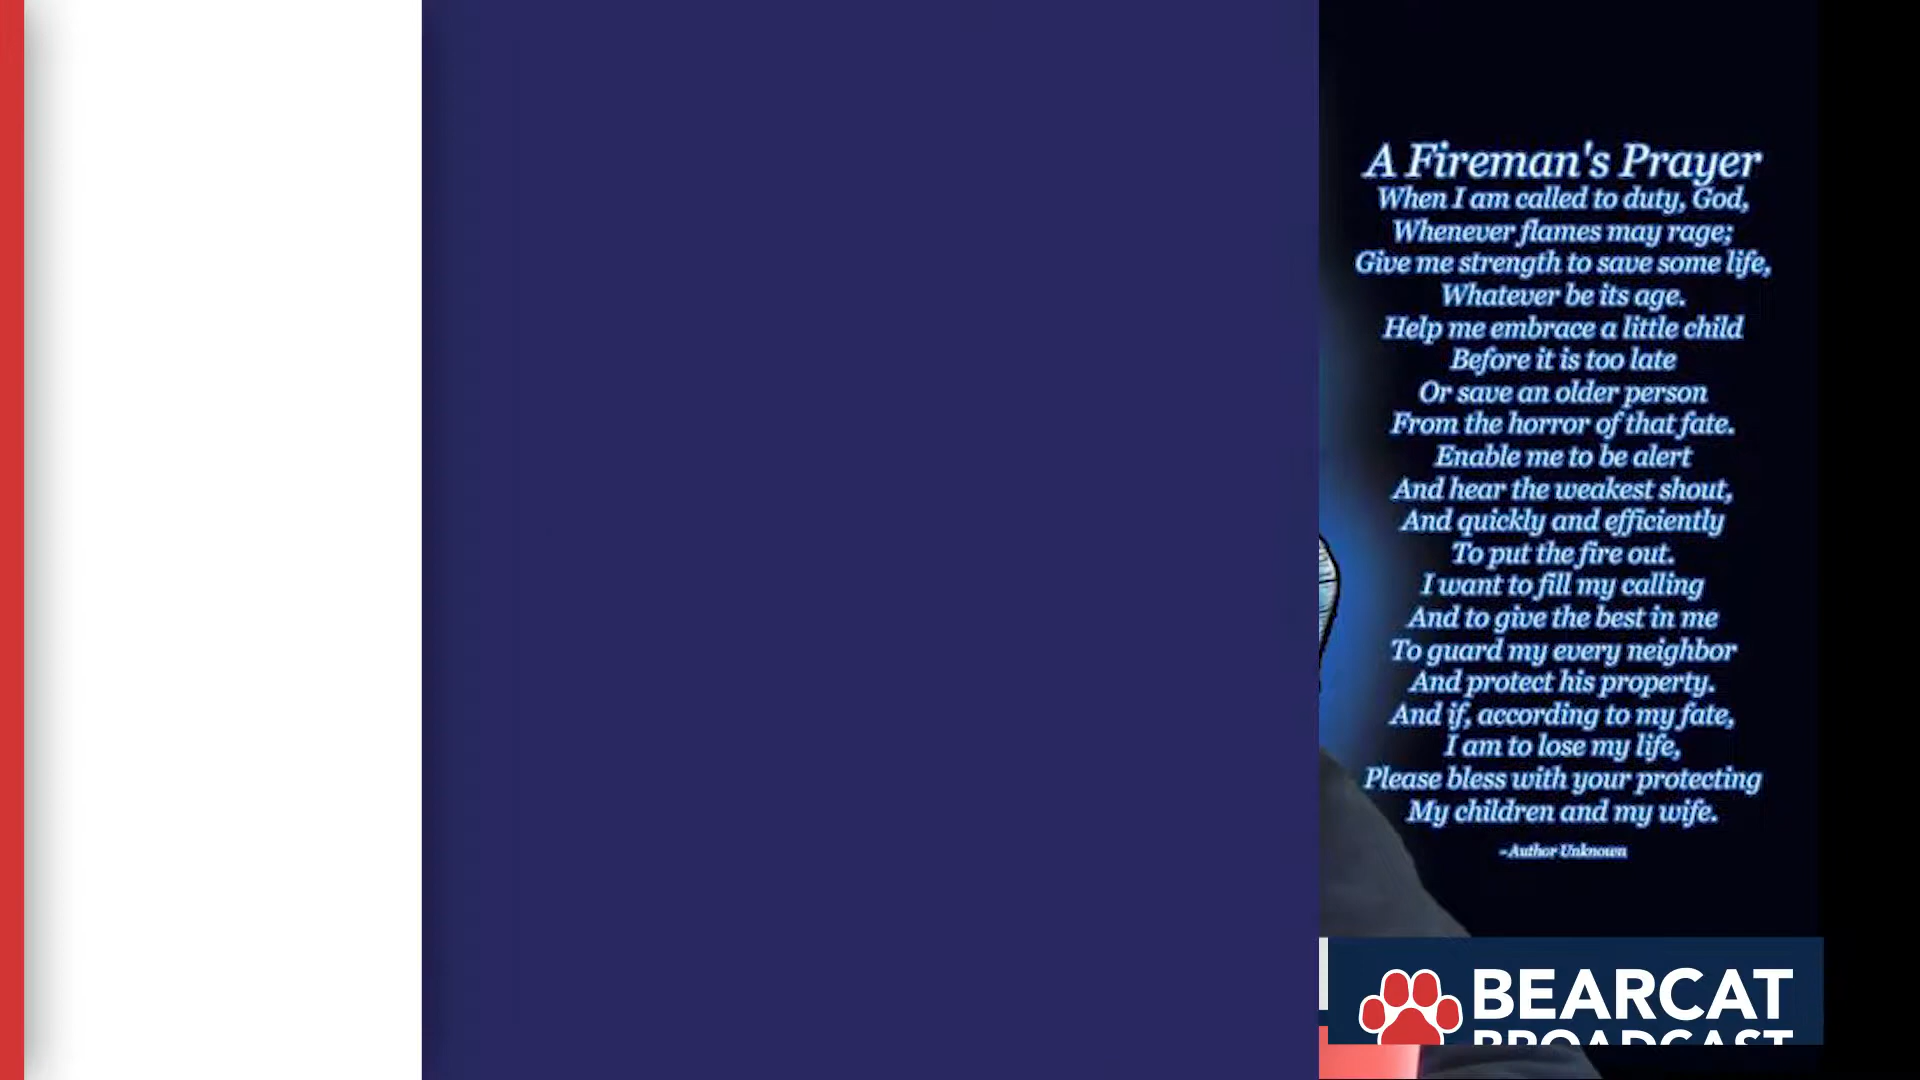 A Fireman's Prayer
When I am called to duty, God,
Whenever flames may rage;
Give me strength to save some life,
Whatever be its age.
Help me embrace a little child
Before it is too late
Or save an older person
From the horror of that fate.
Enable me to be alert
And hear the weakest shout,
And quickly and efficiently
To put the fire out.
I want to fill my calling
And to give the best in me
To guard my every neighbor
And protect his property.
And if, according to my fate,
I am to lose my life,
Please bless with your protecting
My children and my wife.
-Author Unknown
BEARCAT
BROADCAST